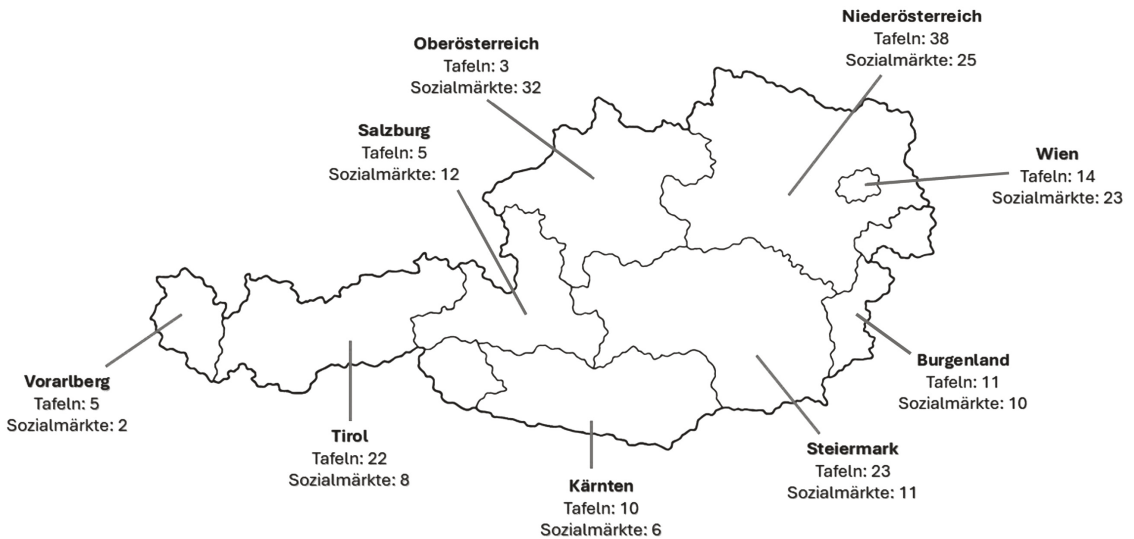 Niederösterreich
Tafeln: 38
Sozialmärkte: 25
Oberösterreich
Tafeln: 3
Sozialmärkte: 32
Salzburg
Tafeln: 5
Sozialmärkte: 12
Wien
Tafeln: 14
Sozialmärkte: 23
Vorarlberg
Tafeln: 5
Sozialmärkte: 2
Tirol
Tafeln: 22
Sozialmärkte: 8
Kärnten
Tafeln: 10
Sozialmärkte: 6
Steiermark
Tafeln: 23
Sozialmärkte: 11
Burgenland
Tafeln: 11
Sozialmärkte: 10